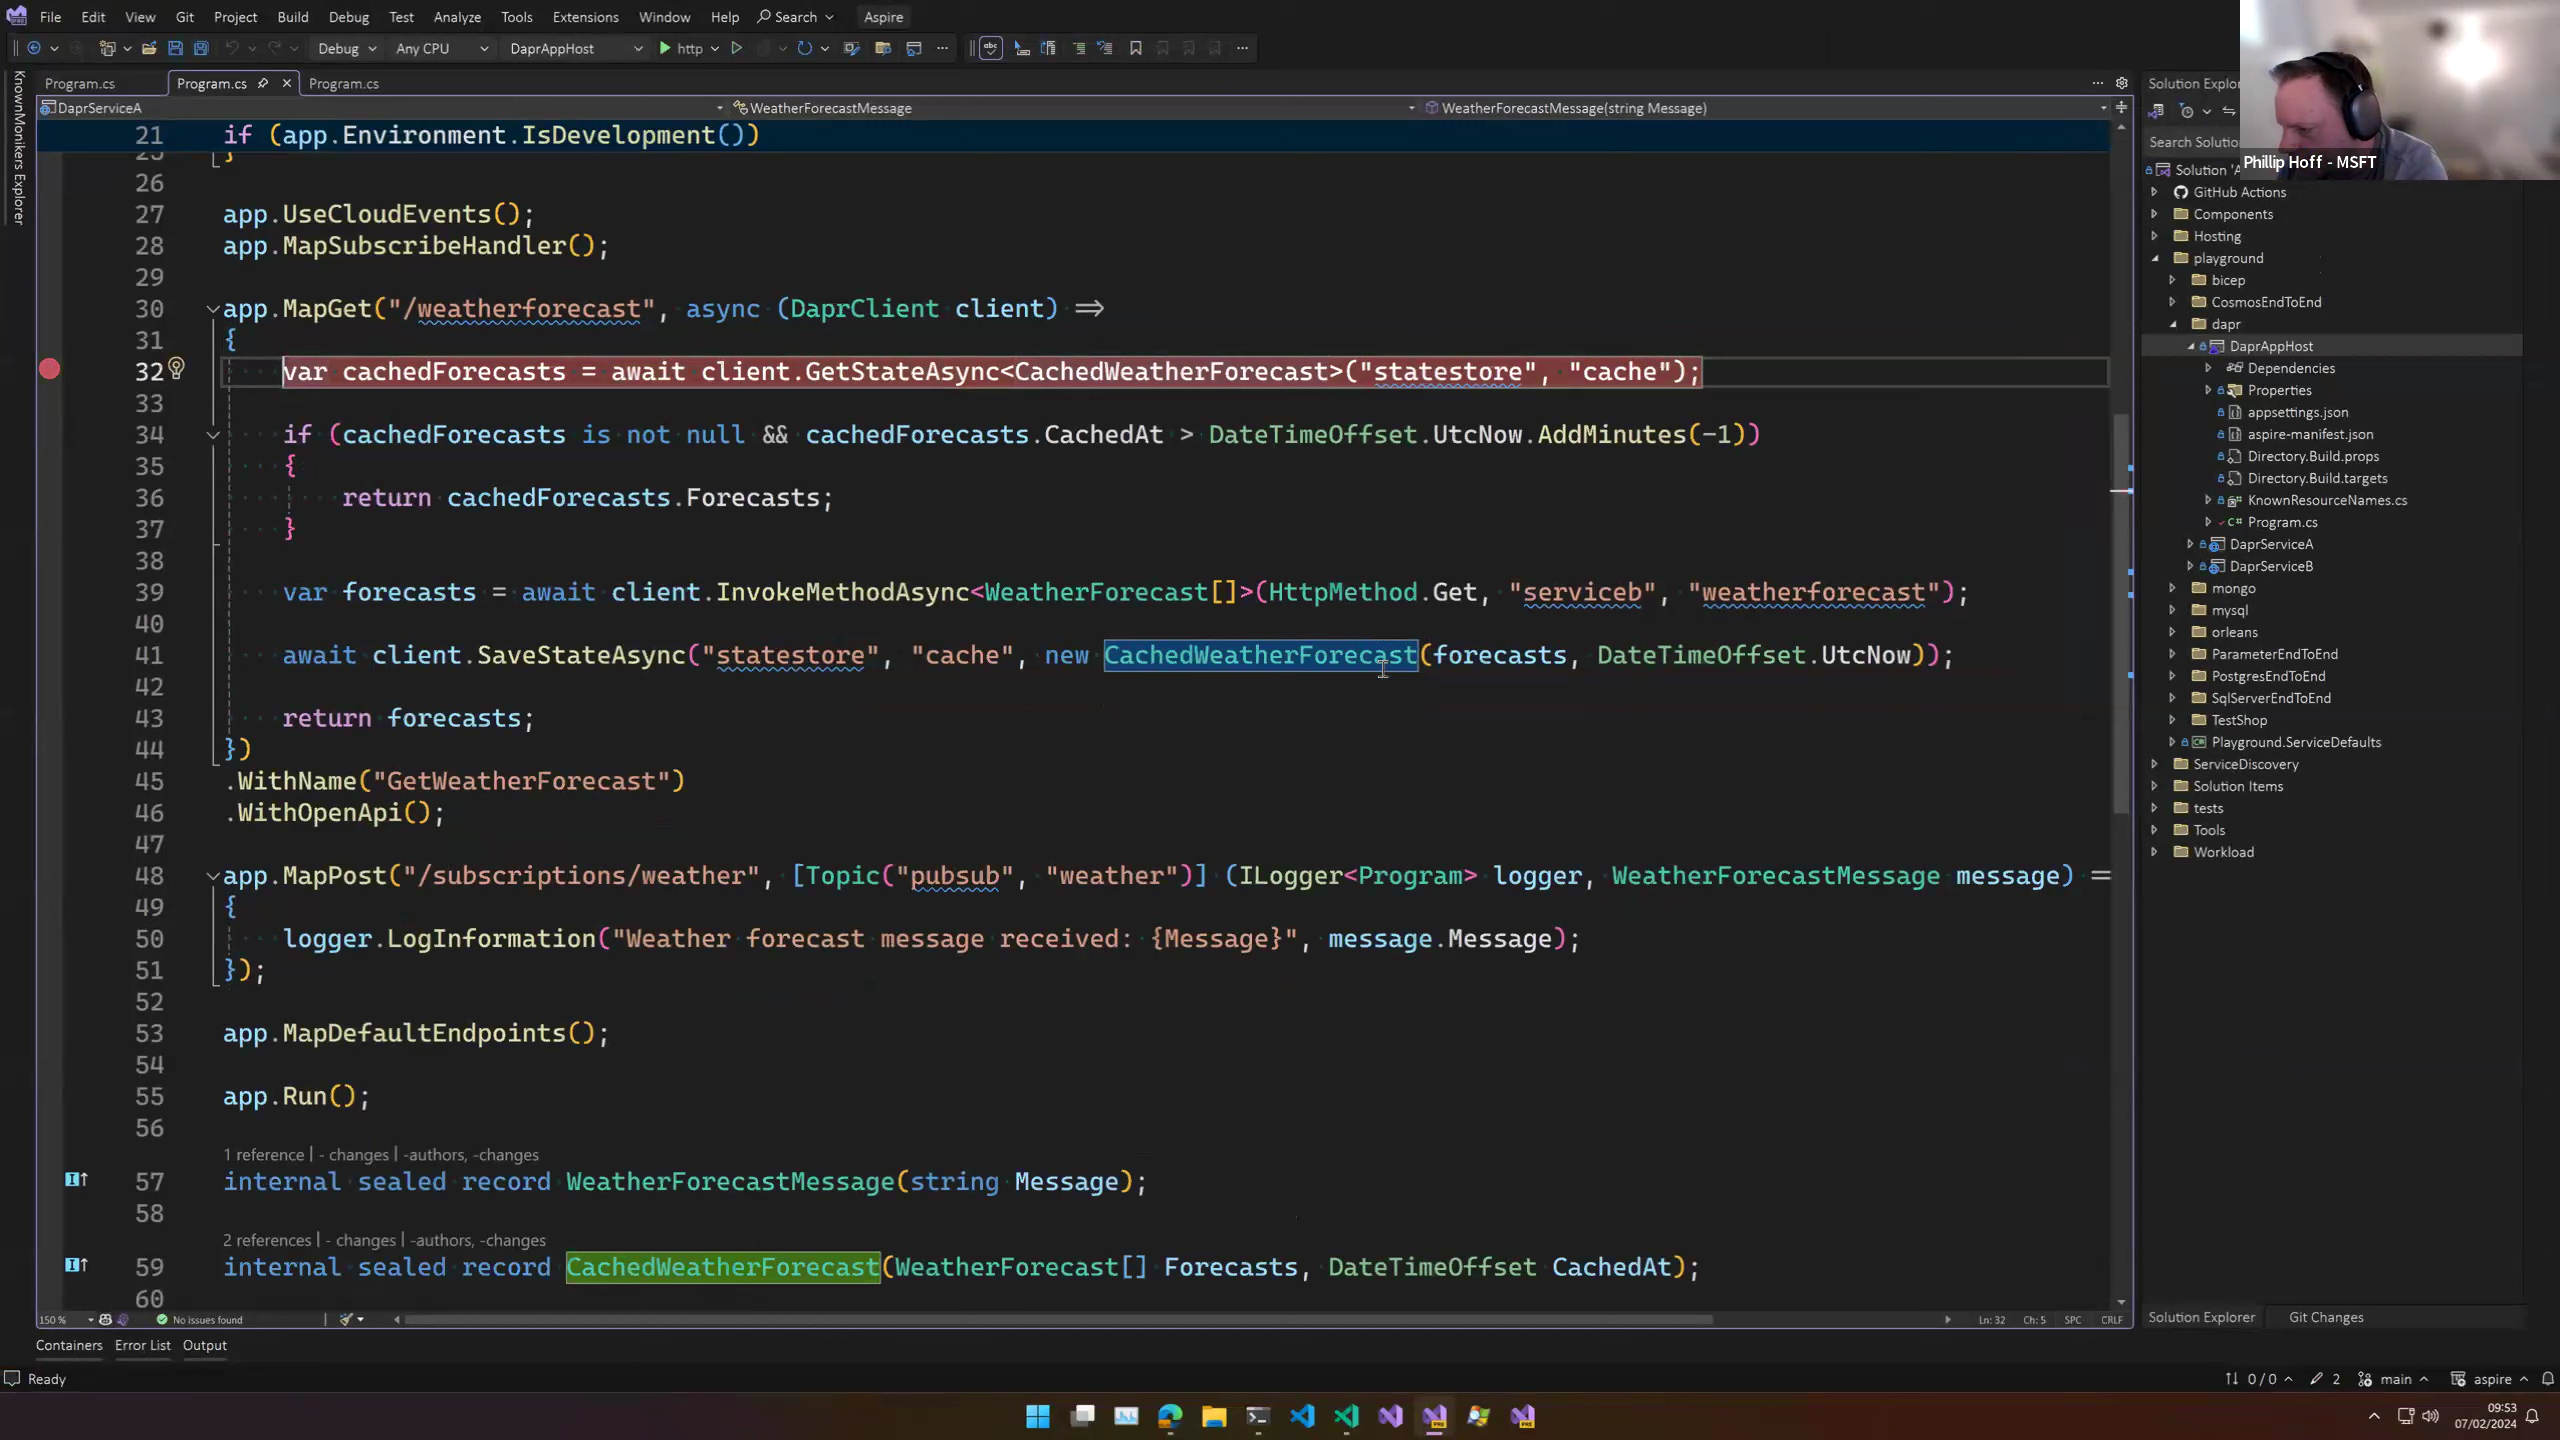 File Edit View Git Project Build Debug Test Analyze Tools Extensions Window Help Search Aspire
Debug Any CPU DaprAppHost http
Program.cs Program.cs Program.cs
DaprServiceA WeatherForecastMessage WeatherForecastMessage(string Message)
KnownMonikers Explorer
21 if (app.Environment.IsDevelopment())
25 }
26
27 app.UseCloudEvents();
28 app.MapSubscribeHandler();
29
30 app.MapGet("/weatherforecast", async (DaprClient client) =>
31 {
32 var cachedForecasts = await client.GetStateAsync<CachedWeatherForecast>("statestore", "cache");
33
34 if (cachedForecasts is not null && cachedForecasts.CachedAt > DateTimeOffset.UtcNow.AddMinutes(-1))
35 {
36 return cachedForecasts.Forecasts;
37 }
38
39 var forecasts = await client.InvokeMethodAsync<WeatherForecast[]>(HttpMethod.Get, "serviceb", "weatherforecast");
40
41 await client.SaveStateAsync("statestore", "cache", new CachedWeatherForecast(forecasts, DateTimeOffset.UtcNow));
42
43 return forecasts;
44 })
45 .WithName("GetWeatherForecast")
46 .WithOpenApi();
47
48 app.MapPost("/subscriptions/weather", [Topic("pubsub", "weather")] (ILogger<Program> logger, WeatherForecastMessage message) =
49 {
50 logger.LogInformation("Weather forecast message received: {Message}", message.Message);
51 });
52
53 app.MapDefaultEndpoints();
54
55 app.Run();
56
1 reference | - changes | -authors, -changes
57 internal sealed record WeatherForecastMessage(string Message);
58
2 references | - changes | -authors, -changes
59 internal sealed record CachedWeatherForecast(WeatherForecast[] Forecasts, DateTimeOffset CachedAt);
60
150 % No issues found Ln: 32 Ch: 5 SPC CRLF
Containers Error List Output
Phillip Hoff - MSFT
Solution Explor
Search Solutio
Solution 'A
GitHub Actions
Components
Hosting
playground
bicep
CosmosEndToEnd
dapr
DaprAppHost
Dependencies
Properties
appsettings.json
aspire-manifest.json
Directory.Build.props
Directory.Build.targets
KnownResourceNames.cs
C# Program.cs
DaprServiceA
DaprServiceB
mongo
mysql
orleans
ParameterEndToEnd
PostgresEndToEnd
SqlServerEndToEnd
TestShop
Playground.ServiceDefaults
ServiceDiscovery
Solution Items
tests
Tools
Workload
Solution Explorer Git Changes
Ready 0 / 0 2 main aspire
09:53
07/02/2024